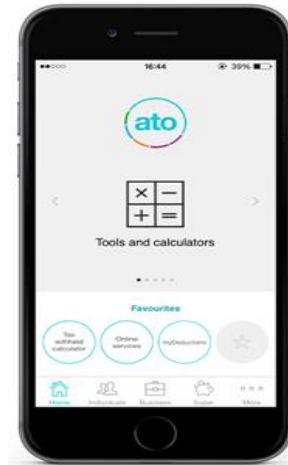 16:44
39%
ato
Tools and calculators
Favourites
Tax withheld calculator
Online services
myDeductions
Home
Individuals
Business
Super
More